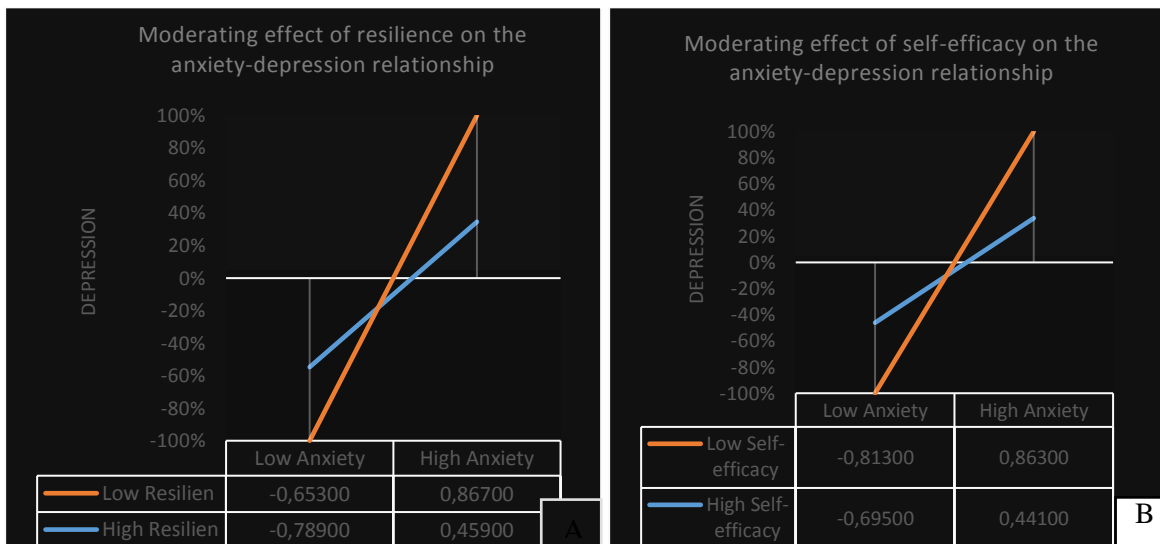 Moderating effect of resilience on the
anxiety-depression relationship
DEPRESSION
100%
80%
60%
40%
20%
0%
-20%
-40%
-60%
-80%
-100%
Low Anxiety High Anxiety
Low Resilien -0,65300 0,86700
High Resilien -0,78900 0,45900
A
Moderating effect of self-efficacy on the
anxiety-depression relationship
DEPRESSION
100%
80%
60%
40%
20%
0%
-20%
-40%
-60%
-80%
-100%
Low Anxiety High Anxiety
Low Self-
efficacy -0,81300 0,86300
High Self-
efficacy -0,69500 0,44100
B